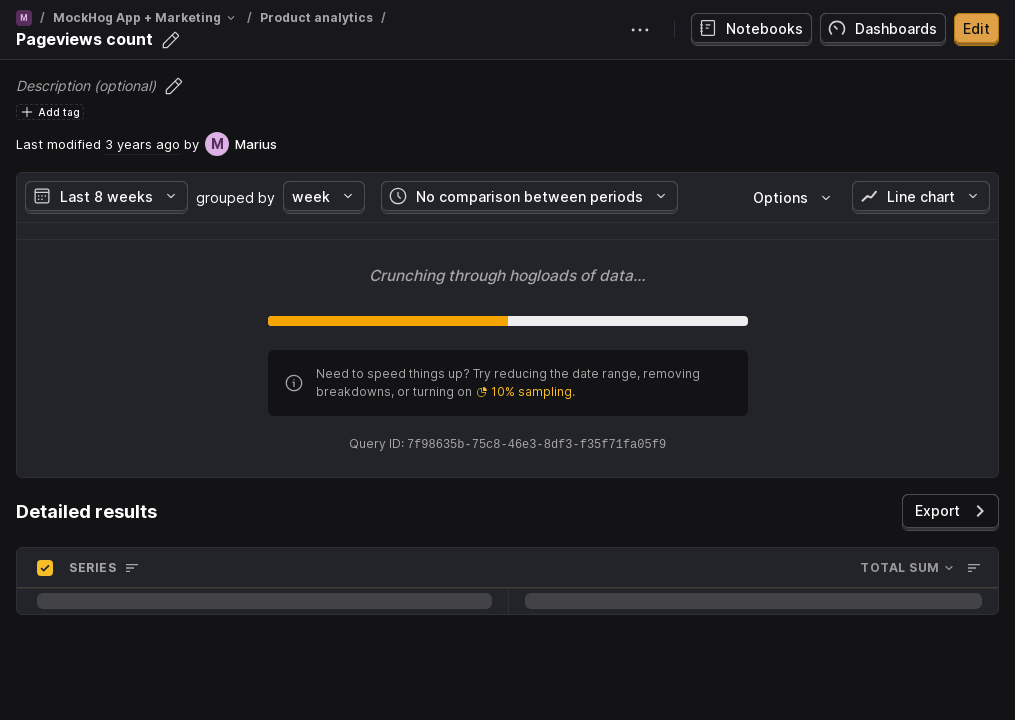 M / MockHog App + Marketing / Product analytics /
Pageviews count
Notebooks
Dashboards
Edit
Description (optional)
Add tag
Last modified 3 years ago by M Marius
Last 8 weeks grouped by week No comparison between periods Options Line chart
Crunching through hogloads of data...
Need to speed things up? Try reducing the date range, removing
breakdowns, or turning on 10% sampling.
Query ID: 7f98635b-75c8-46e3-8df3-f35f71fa05f9
Detailed results
Export
SERIES TOTAL SUM